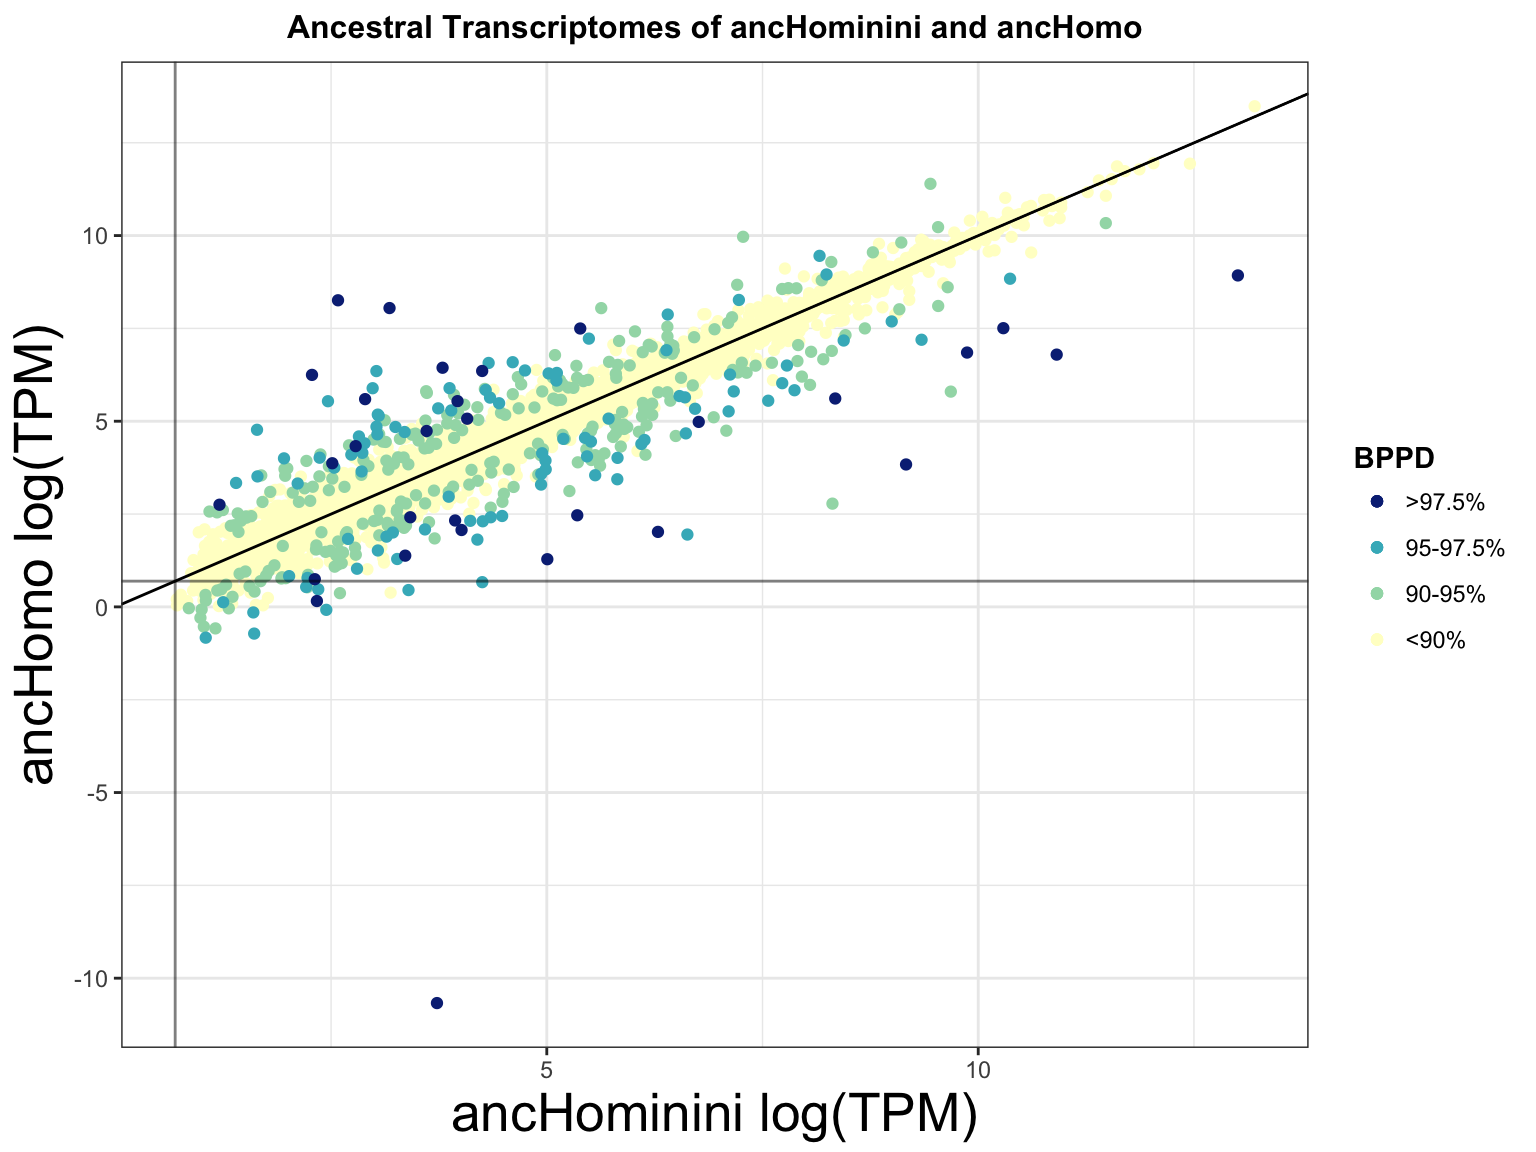 Ancestral Transcriptomes of ancHominini and ancHomo
ancHomo log(TPM)
10
5
0
-5
-10
5
10
ancHominini log(TPM)
BPPD
>97.5%
95-97.5%
90-95%
<90%